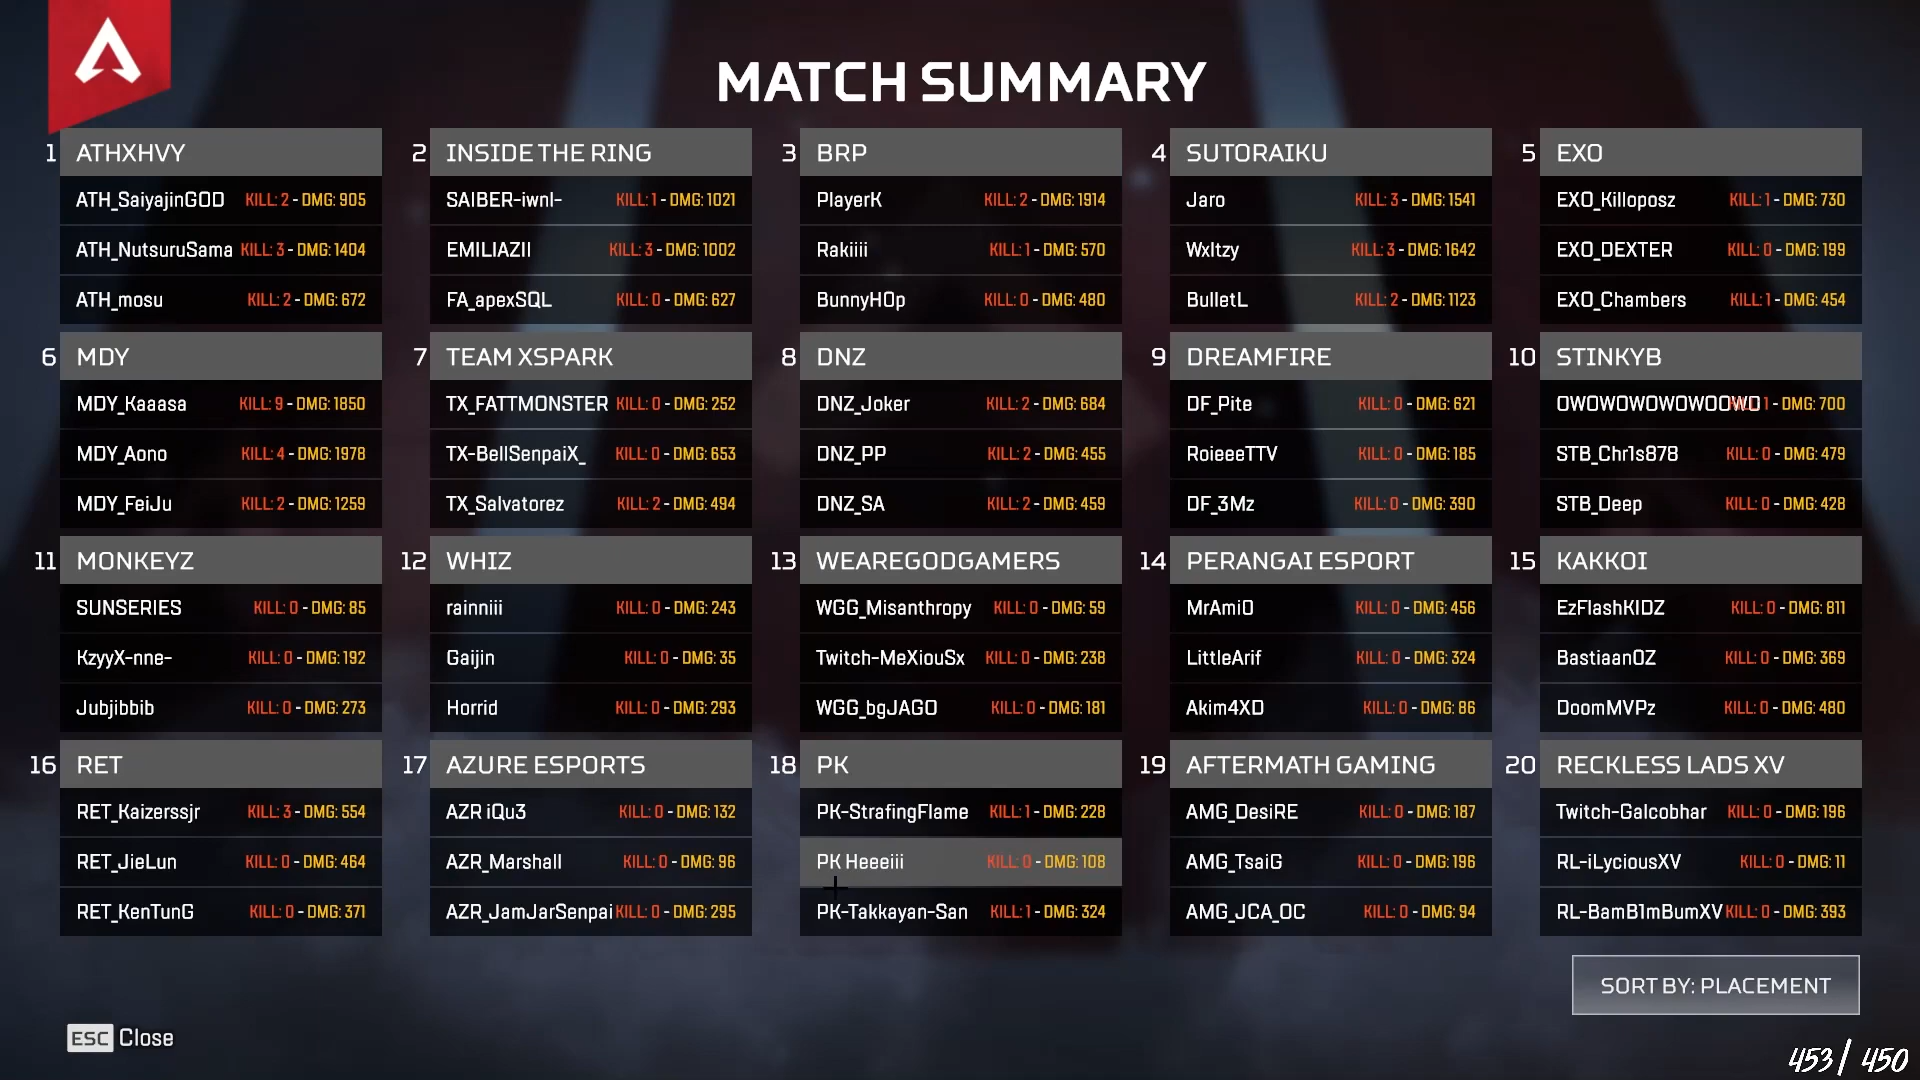 MATCH SUMMARY
1 ATHXHVY
ATH_SaiyajinGOD KILL: 2 - DMG: 905
ATH_NutsuruSama KILL: 3 - DMG: 1404
ATH_mosu KILL: 2 - DMG: 672
2 INSIDE THE RING
SAIBER-iwnl- KILL: 1 - DMG: 1021
EMILIAZII KILL: 3 - DMG: 1002
FA_apexSQL KILL: 0 - DMG: 627
3 BRP
PlayerK KILL: 2 - DMG: 1914
Rakiiii KILL: 1 - DMG: 570
BunnyH0p KILL: 0 - DMG: 480
4 SUTORAIKU
Jaro KILL: 3 - DMG: 1541
WxItzy KILL: 3 - DMG: 1642
BulletL KILL: 2 - DMG: 1123
5 EXO
EXO_Killoposz KILL: 1 - DMG: 730
EXO_DEXTER KILL: 0 - DMG: 199
EXO_Chambers KILL: 1 - DMG: 454
6 MDY
MDY_Kaaasa KILL: 9 - DMG: 1850
MDY_Aono KILL: 4 - DMG: 1978
MDY_FeiJu KILL: 2 - DMG: 1259
7 TEAM XSPARK
TX_FATTMONSTER KILL: 0 - DMG: 252
TX-BellSenpaiX_ KILL: 0 - DMG: 653
TX_Salvatorez KILL: 2 - DMG: 494
8 DNZ
DNZ_Joker KILL: 2 - DMG: 684
DNZ_PP KILL: 2 - DMG: 455
DNZ_SA KILL: 2 - DMG: 459
9 DREAMFIRE
DF_Pite KILL: 0 - DMG: 621
RoieeeTTV KILL: 0 - DMG: 185
DF_3Mz KILL: 0 - DMG: 390
10 STINKYB
OWOWOWOWOWOOWO KILL: 1 - DMG: 700
STB_Chr1s878 KILL: 0 - DMG: 479
STB_Deep KILL: 0 - DMG: 428
11 MONKEYZ
SUNSERIES KILL: 0 - DMG: 85
KzyyX-nne- KILL: 0 - DMG: 192
Jubjibbib KILL: 0 - DMG: 273
12 WHIZ
rainniii KILL: 0 - DMG: 243
Gaijin KILL: 0 - DMG: 35
Horrid KILL: 0 - DMG: 293
13 WEAREGODGAMERS
WGG_Misanthropy KILL: 0 - DMG: 59
Twitch-MeXiouSx KILL: 0 - DMG: 238
WGG_bgJAGO KILL: 0 - DMG: 181
14 PERANGAI ESPORT
MrAmiO KILL: 0 - DMG: 456
LittleArif KILL: 0 - DMG: 324
Akim4XD KILL: 0 - DMG: 86
15 KAKKOI
EzFlashKIDZ KILL: 0 - DMG: 811
BastiaanOZ KILL: 0 - DMG: 369
DoomMVPz KILL: 0 - DMG: 480
16 RET
RET_Kaizerssjr KILL: 3 - DMG: 554
RET_JieLun KILL: 0 - DMG: 464
RET_KenTunG KILL: 0 - DMG: 371
17 AZURE ESPORTS
AZR iQu3 KILL: 0 - DMG: 132
AZR_Marshall KILL: 0 - DMG: 96
AZR_JamJarSenpai KILL: 0 - DMG: 295
18 PK
PK-StrafingFlame KILL: 1 - DMG: 228
PK Heeeiii KILL: 0 - DMG: 108
PK-Takkayan-San KILL: 1 - DMG: 324
19 AFTERMATH GAMING
AMG_DesiRE KILL: 0 - DMG: 187
AMG_TsaiG KILL: 0 - DMG: 196
AMG_JCA_OC KILL: 0 - DMG: 94
20 RECKLESS LADS XV
Twitch-Galcobhar KILL: 0 - DMG: 196
RL-iLyciousXV KILL: 0 - DMG: 11
RL-BamB1mBumXV KILL: 0 - DMG: 393
SORT BY: PLACEMENT
ESC Close
453/ 450